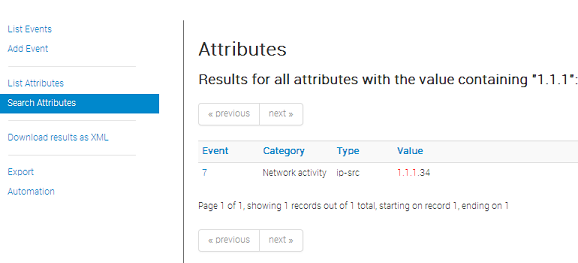 List Events
Add Event
List Attributes
Search Attributes
Download results as XML
Export
Automation
Attributes
Results for all attributes with the value containing "1.1.1":
« previous next »
Event Category Type Value
7 Network activity ip-src 1.1.1.34
Page 1 of 1, showing 1 records out of 1 total, starting on record 1, ending on 1
« previous next »